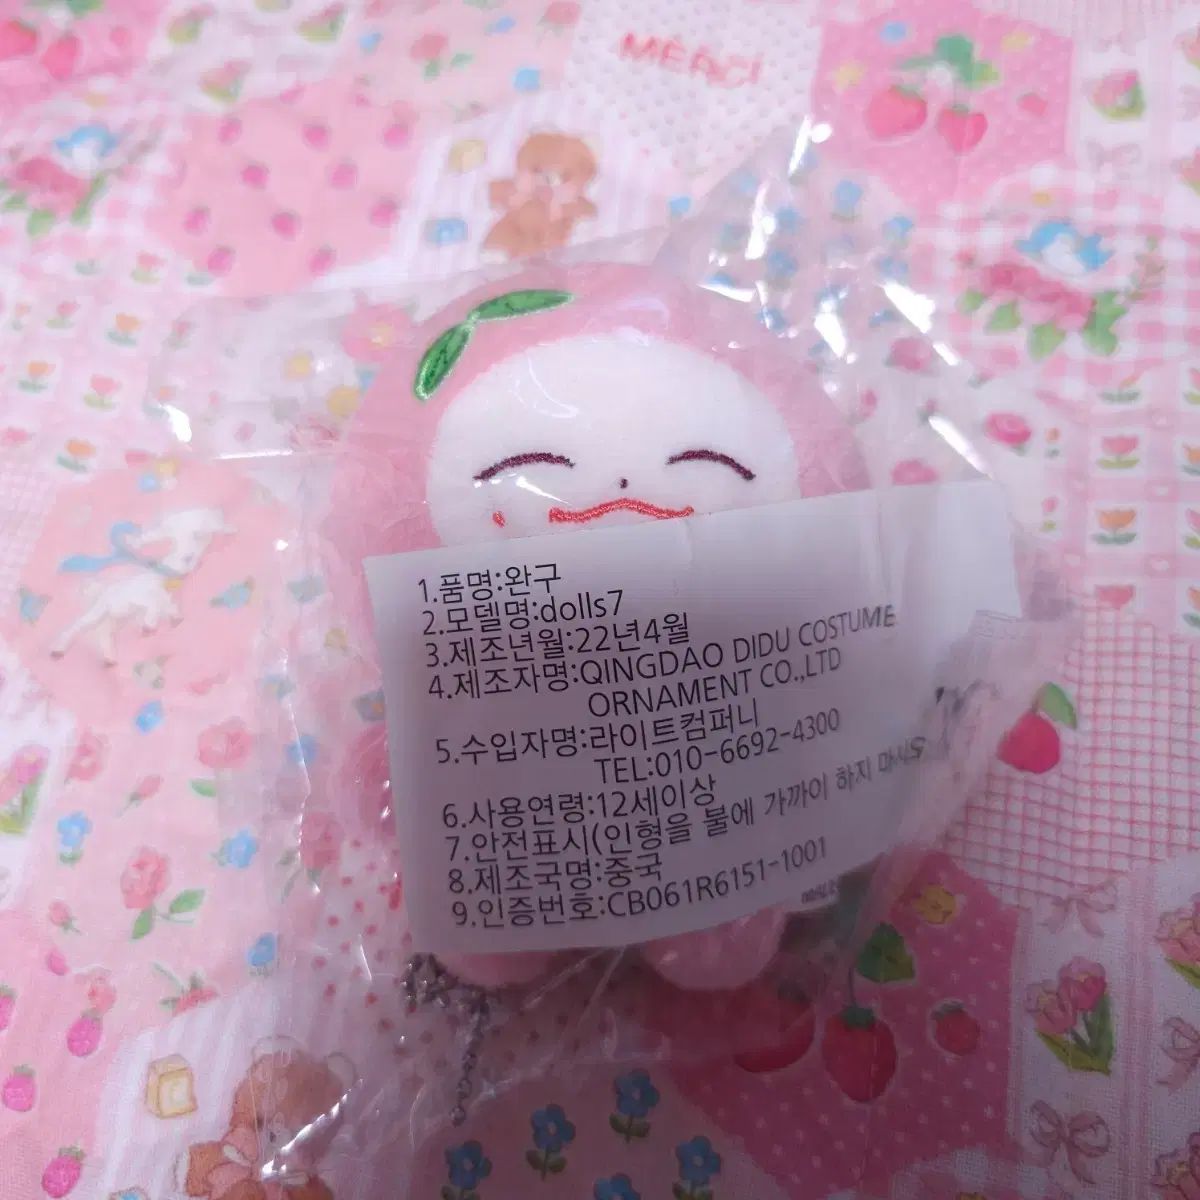 MERCI
1.품명:완구
2.모델명:dolls7
3.제조년월:22년4월
4.제조자명:QINGDAO DIDU COSTUME
ORNAMENT CO.,LTD
5.수입자명:라이트컴퍼니
TEL:010-6692-4300
6.사용연령:12세이상
7.안전표시(인형을 불에 가까이 하지 마시오
8.제조국명:중국
9.인증번호:CB061R6151-1001